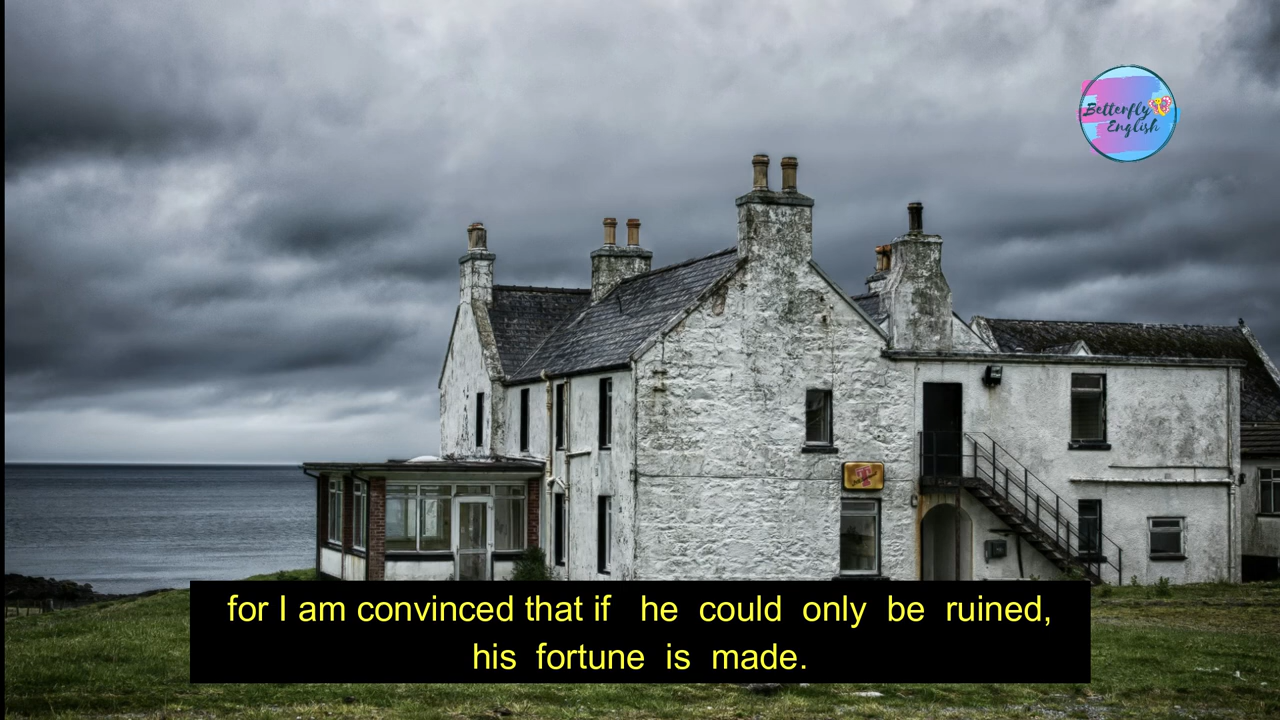 Betterfly
English
for I am convinced that if he could only be ruined,
his fortune is made.